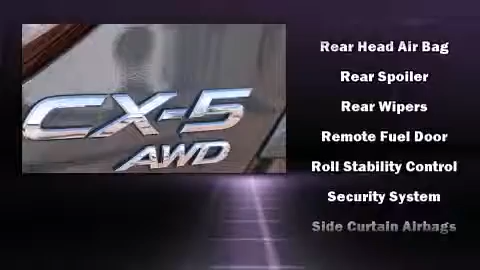 CX-5
AWD
Rear Head Air Bag
Rear Spoiler
Rear Wipers
Remote Fuel Door
Roll Stability Control
Security System
Side Curtain Airbags